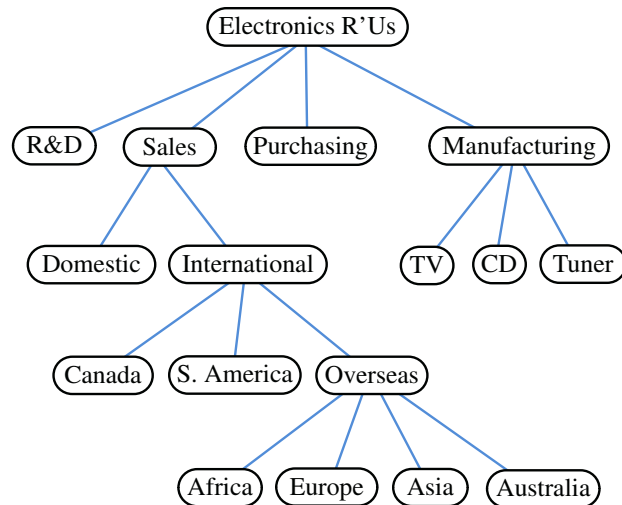 Electronics R’Us
R&D Sales Purchasing Manufacturing
Domestic International TV CD Tuner
Canada S. America Overseas
Africa Europe Asia Australia